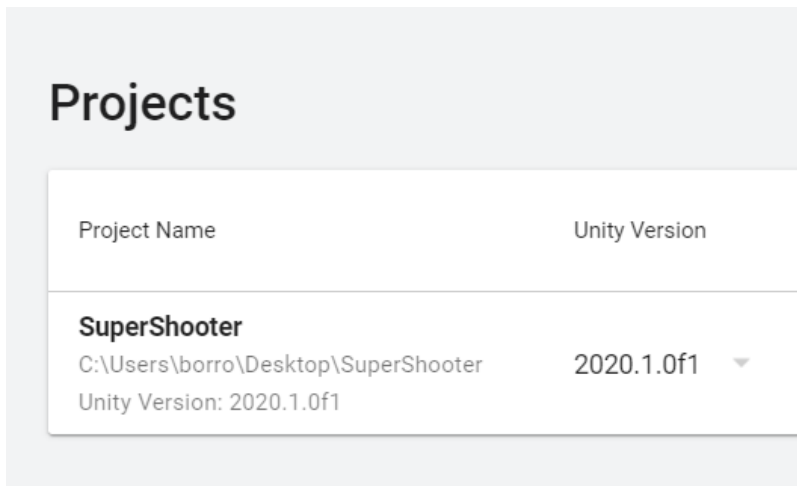 Projects
Project Name Unity Version
SuperShooter
C:\Users\borro\Desktop\SuperShooter
2020.1.0f1
Unity Version: 2020.1.0f1